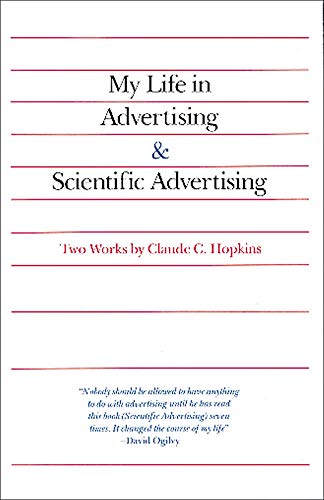 My Life in
Advertising
&
Scientific Advertising
Two Works by Claude C. Hopkins
"Nobody should be allowed to have anything
to do with advertising until he has read
this book (Scientific Advertising) seven
times. It changed the course of my life"
—David Ogilvy